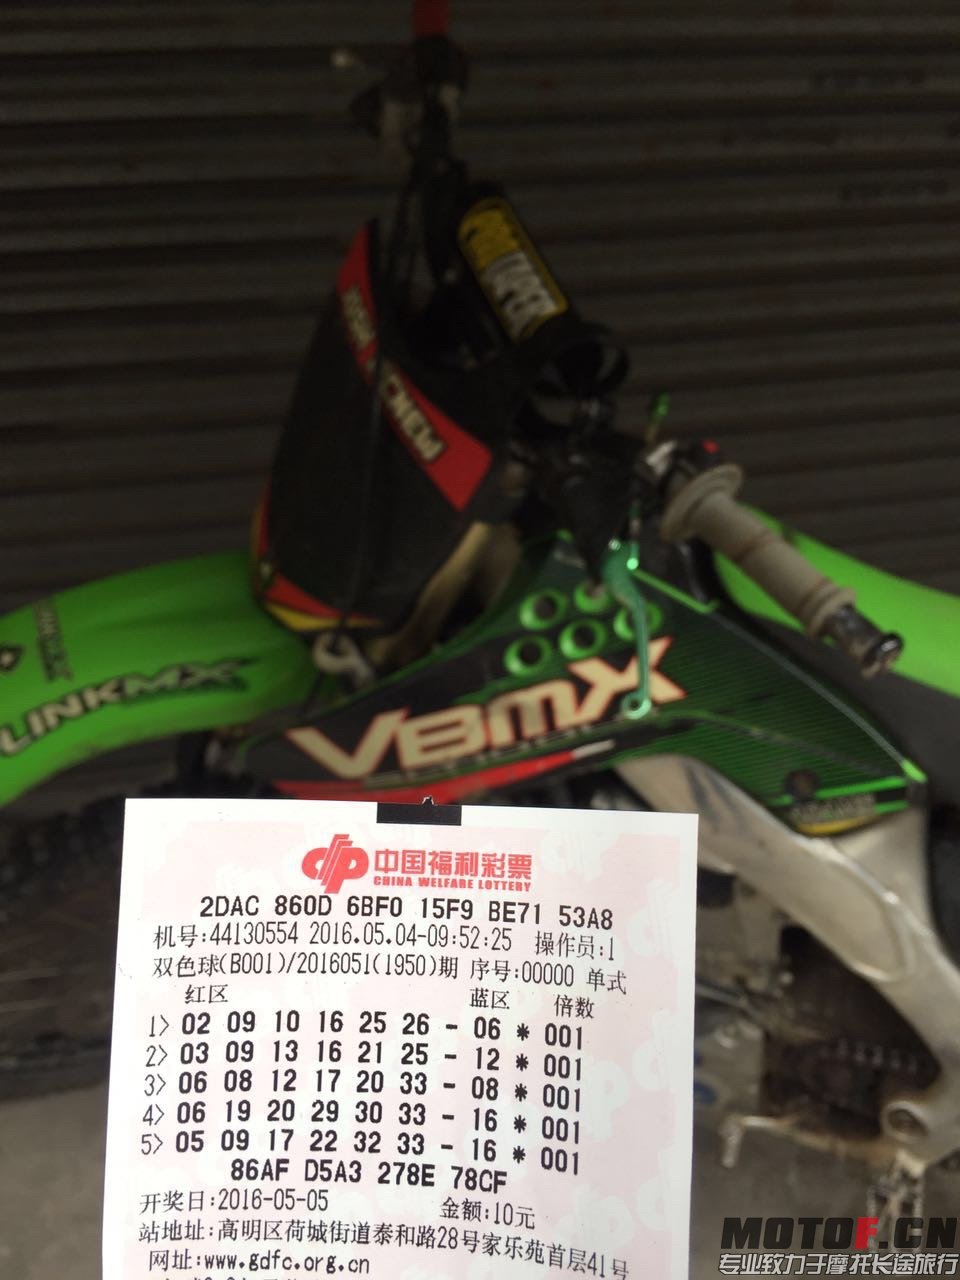 TAPER
CREW
LINKMX
VBMX
中国福利彩票
CHINA WELFARE LOTTERY
2DAC 860D 6BF0 15F9 BE71 53A8
机号:44130554 2016.05.04-09:52:25 操作员:1
双色球(B001)/2016051(1950)期 序号:00000 单式
红区 蓝区 倍数
1> 02 09 10 16 25 26 - 06 * 001
2> 03 09 13 16 21 25 - 12 * 001
3> 06 08 12 17 20 33 - 08 * 001
4> 06 19 20 29 30 33 - 16 * 001
5> 05 09 17 22 32 33 - 16 * 001
86AF D5A3 278E 78CF
开奖日:2016-05-05 金额:10元
站地址:高明区荷城街道泰和路28号家乐苑首层41号
网址:www.gdfc.org.cn
MOTOF.CN
专业致力于摩托长途旅行